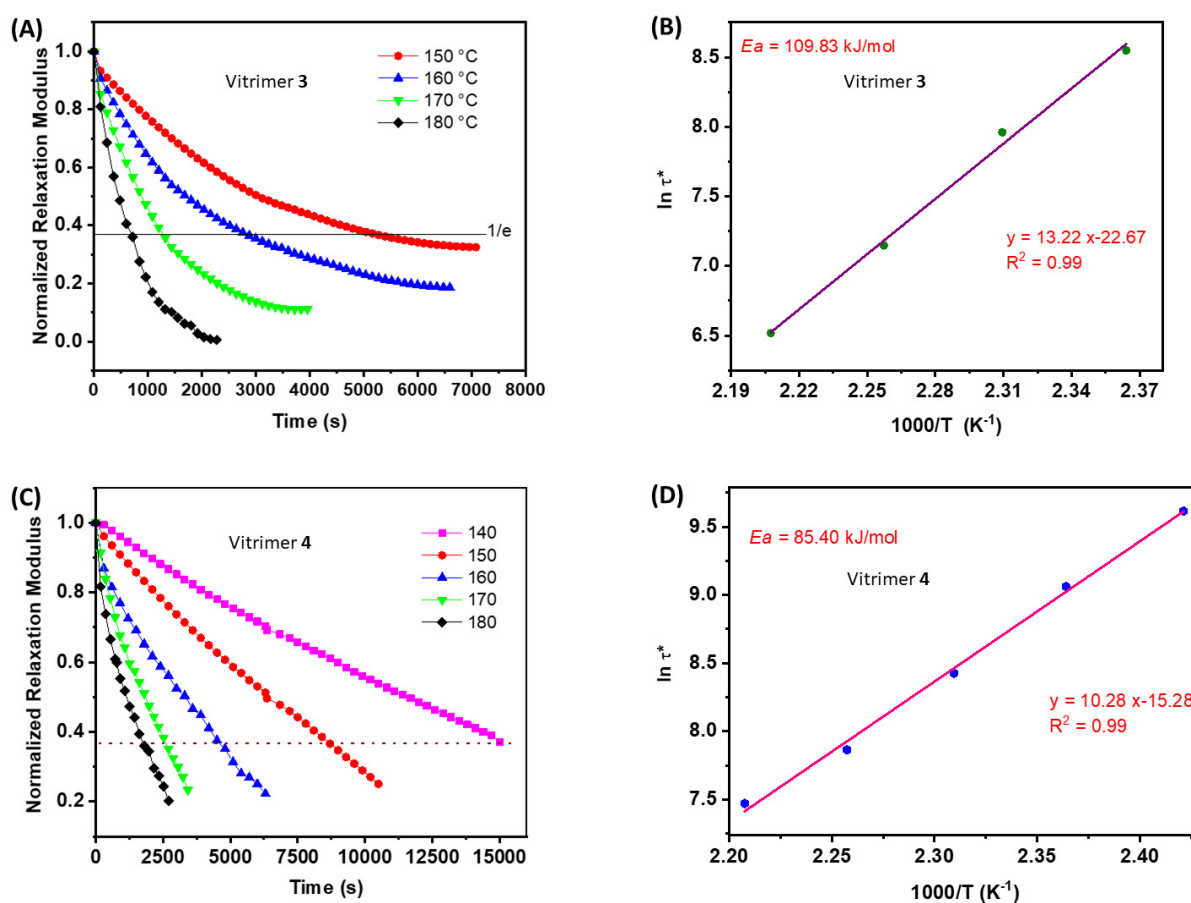 (A)
Normalized Relaxation Modulus
1.0
0.8
0.6
0.4
0.2
0.0
Vitrimer 3
150 °C
160 °C
170 °C
180 °C
1/e
0 1000 2000 3000 4000 5000 6000 7000 8000
Time (s)
(B)
ln τ*
8.5
8.0
7.5
7.0
6.5
Ea = 109.83 kJ/mol
Vitrimer 3
y = 13.22 x-22.67
R² = 0.99
2.19 2.22 2.26 2.29 2.31 2.34 2.37
1000/T (K⁻¹)
(C)
Normalized Relaxation Modulus
1.0
0.8
0.6
0.4
0.2
Vitrimer 4
140
150
160
170
180
0 2500 5000 7500 10000 12500 15000
Time (s)
(D)
ln τ*
9.5
9.0
8.5
8.0
7.5
Ea = 85.40 kJ/mol
Vitrimer 4
y = 10.28 x-15.28
R² = 0.99
2.20 2.25 2.30 2.35 2.40
1000/T (K⁻¹)